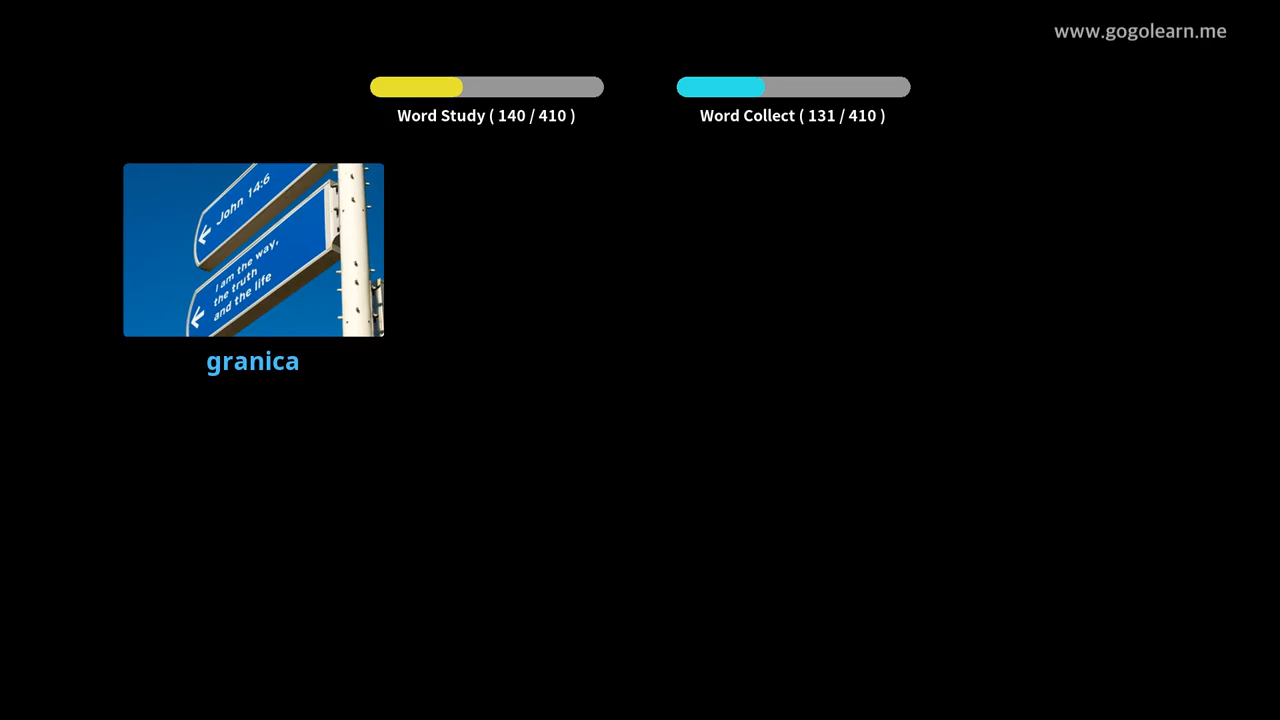 www.gogolearn.me
Word Study ( 140 / 410 )
Word Collect ( 131 / 410 )
John 14:6
I am the way,
the truth
and the life
granica